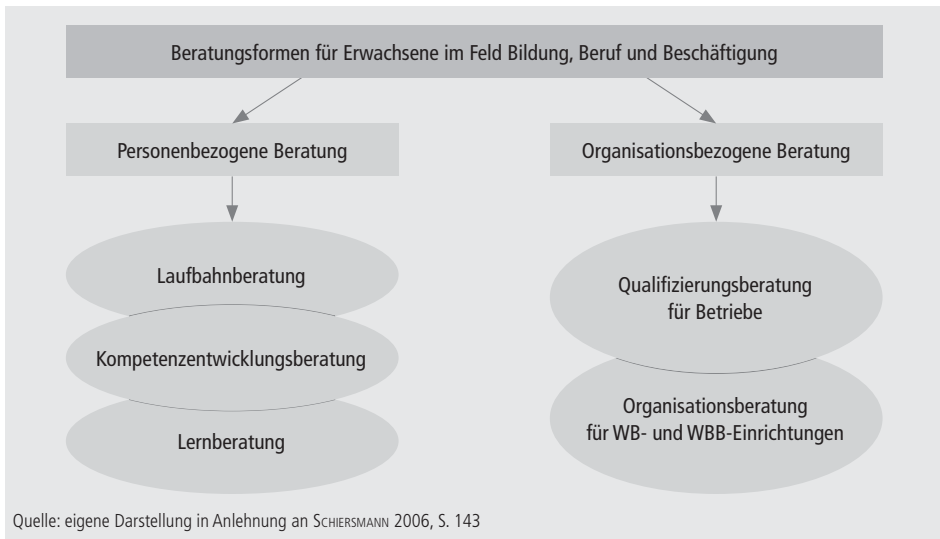 Beratungsformen für Erwachsene im Feld Bildung, Beruf und Beschäftigung
Personenbezogene Beratung
Laufbahnberatung
Kompetenzentwicklungsberatung
Lernberatung
Organisationsbezogene Beratung
Qualifizierungsberatung
für Betriebe
Organisationsberatung
für WB- und WBB-Einrichtungen
Quelle: eigene Darstellung in Anlehnung an SCHIERSMANN 2006, S. 143